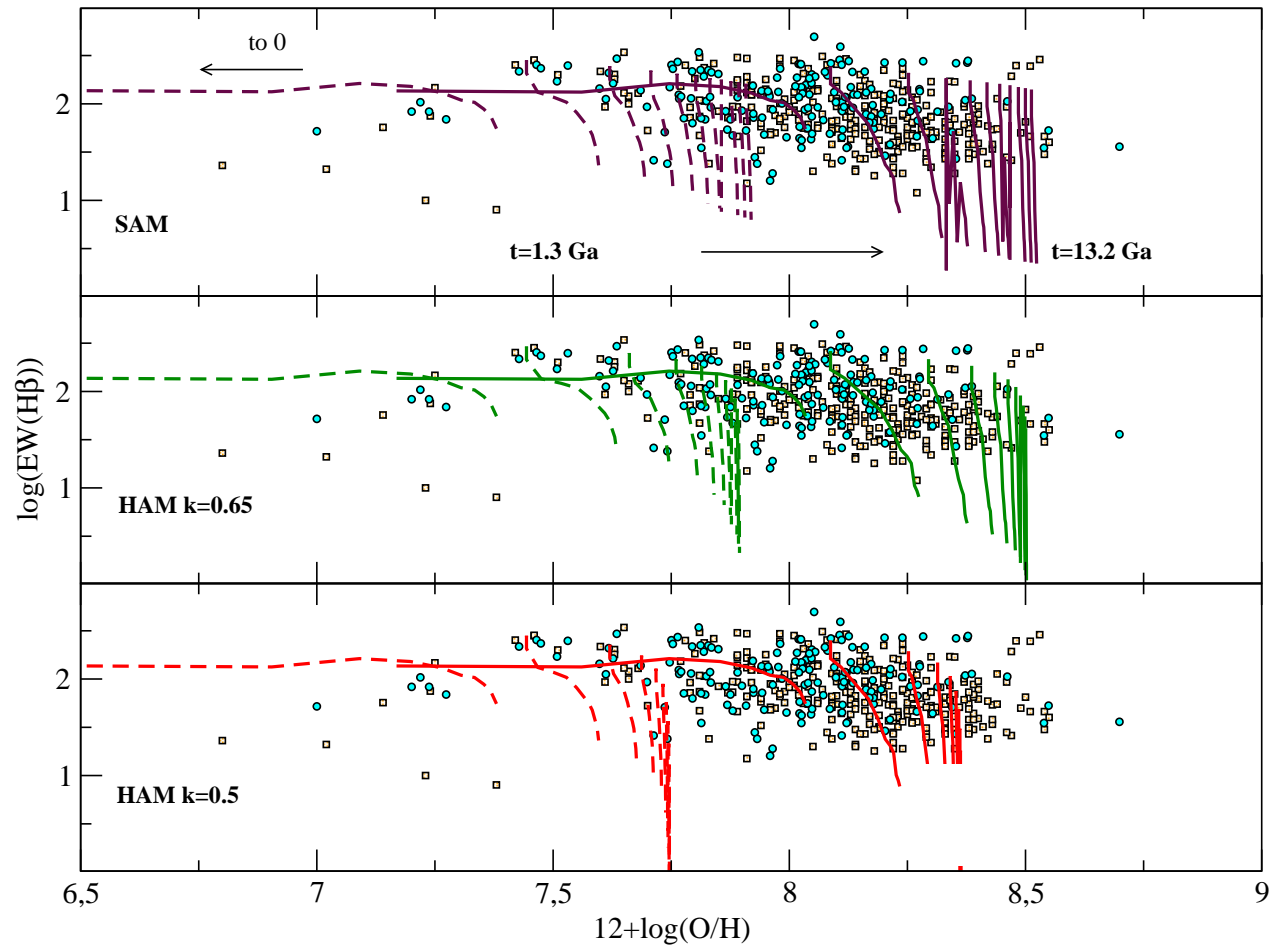 to 0
2
1
SAM
t=1.3 Ga
t=13.2 Ga
log(EW(Hβ))
2
1
HAM k=0.65
2
1
HAM k=0.5
6,5
7
7,5
8
8,5
9
12+log(O/H)